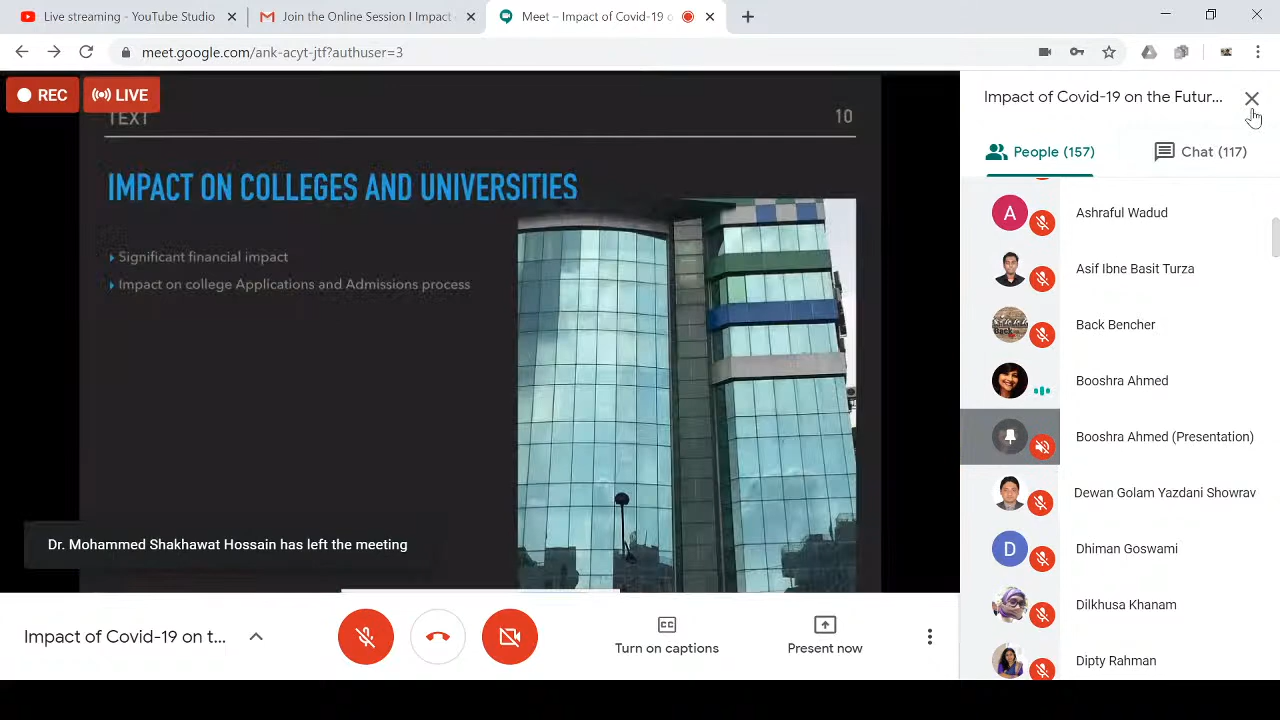 Live streaming - YouTube Studio
Join the Online Session I Impact
Meet – Impact of Covid-19 o
meet.google.com/ank-acyt-jtf?authuser=3
REC
LIVE
TEXT
10
IMPACT ON COLLEGES AND UNIVERSITIES
Significant financial impact
Impact on college Applications and Admissions process
Dr. Mohammed Shakhawat Hossain has left the meeting
Impact of Covid-19 on t...
Turn on captions
Present now
Impact of Covid-19 on the Futur...
People (157)
Chat (117)
A
Ashraful Wadud
Asif Ibne Basit Turza
Back Bencher
Booshra Ahmed
Booshra Ahmed (Presentation)
Dewan Golam Yazdani Showrav
D
Dhiman Goswami
Dilkhusa Khanam
Dipty Rahman